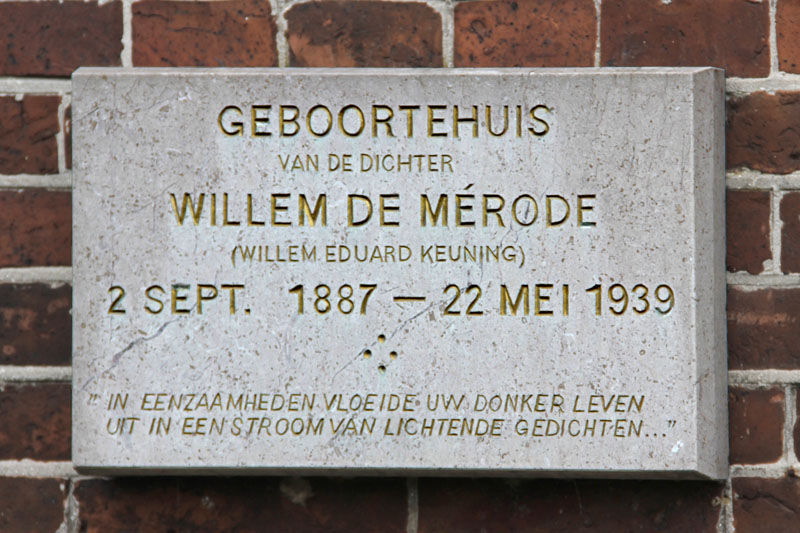 GEBOORTEHUIS
VAN DE DICHTER
WILLEM DE MÉRODE
(WILLEM EDUARD KEUNING)
2 SEPT. 1887 — 22 MEI 1939
"IN EENZAAMHEDEN VLOEIDE UW DONKER LEVEN
UIT IN EEN STROOM VAN LICHTENDE GEDICHTEN..."